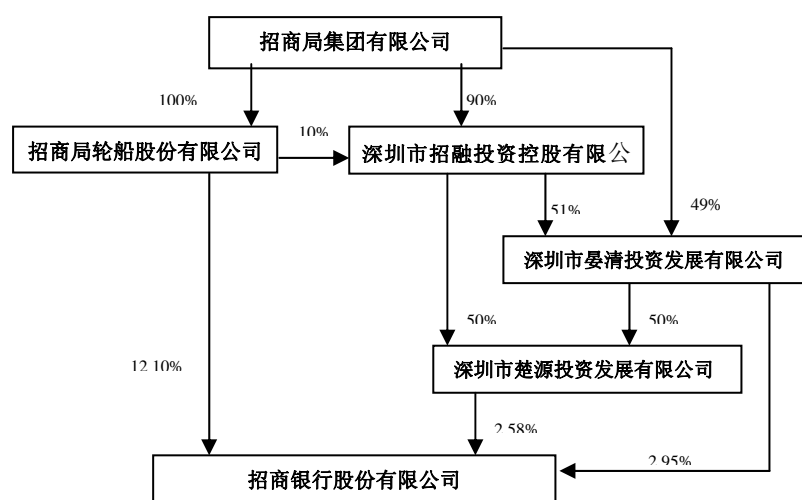 招商局集团有限公司
100%
90%
招商局轮船股份有限公司
10%
深圳市招融投资控股有限公
51%
49%
深圳市晏清投资发展有限公司
50%
50%
12.10%
深圳市楚源投资发展有限公司
2.58%
2.95%
招商银行股份有限公司